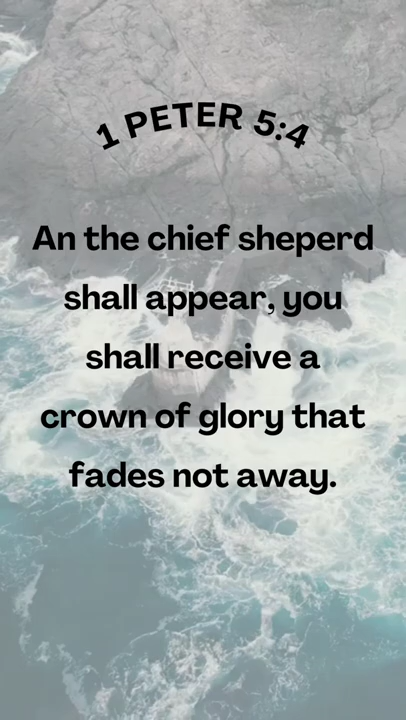 1 PETER 5:4
An the chief sheperd
shall appear, you
shall receive a
crown of glory that
fades not away.